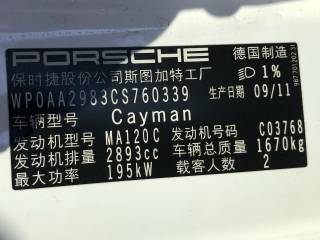 PORSCHE 德国制造
保时捷股份公司斯图加特工厂 1%
WP0AA2983CS760339 生产日期 09/11
车辆型号 Cayman
发动机型号 MA120C 发动机号码 C03768
发动机排量 2893cc 车辆总质量 1670kg
最大功率 195kW 载客人数 2